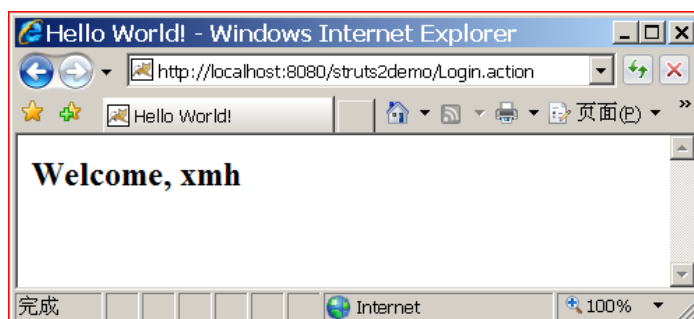 Hello World! - Windows Internet Explorer
http://localhost:8080/struts2demo/Login.action
Hello World!
页面(P)
Welcome, xmh
完成
Internet
100%